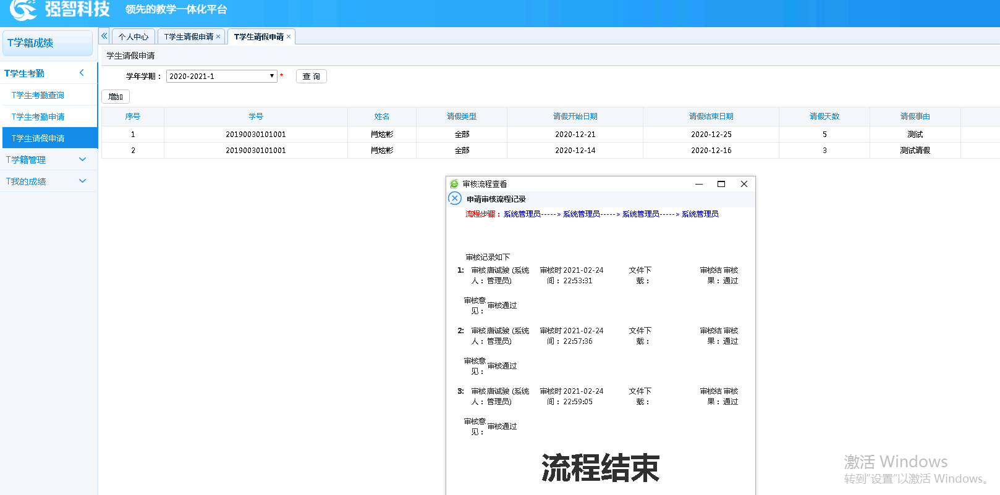 强智科技 领先的教学一体化平台
T学籍成绩
T学生考勤
T学生考勤查询
T学生考勤申请
T学生请假申请
T学籍管理
T我的成绩
个人中心 T学生请假申请 × T学生请假申请 ×
学生请假申请
学年学期： 2020-2021-1 * 查 询
增加
序号 学号 姓名 请假类型 请假开始日期 请假结束日期 请假天数 请假事由
1 20190030101001 肖炫彬 全部 2020-12-21 2020-12-25 5 测试
2 20190030101001 肖炫彬 全部 2020-12-14 2020-12-16 3 测试请假
审核流程查看
申请审核流程记录
流程步骤： 系统管理员-----> 系统管理员-----> 系统管理员-----> 系统管理员
审核记录如下
1: 审核 唐诚骏 (系统 审核时 2021-02-24 文件下 审核结 审核
人： 管理员) 间： 22:53:31 载： 果： 通过
审核意
见： 审核通过
2: 审核 唐诚骏 (系统 审核时 2021-02-24 文件下 审核结 审核
人： 管理员) 间： 22:57:36 载： 果： 通过
审核意
见： 审核通过
3: 审核 唐诚骏 (系统 审核时 2021-02-24 文件下 审核结 审核
人： 管理员) 间： 22:59:05 载： 果： 通过
审核意
见： 审核通过
流程结束
激活 Windows
转到“设置”以激活 Windows。